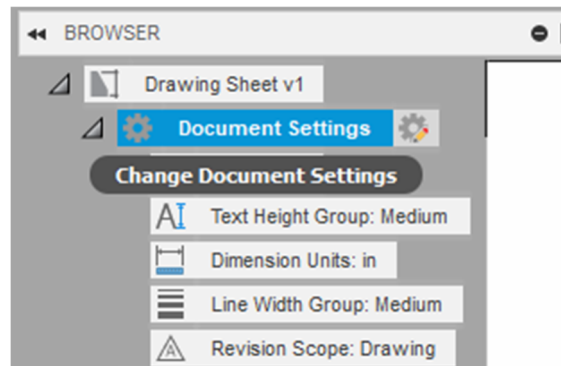 BROWSER
Drawing Sheet v1
Document Settings
Change Document Settings
Text Height Group: Medium
Dimension Units: in
Line Width Group: Medium
Revision Scope: Drawing